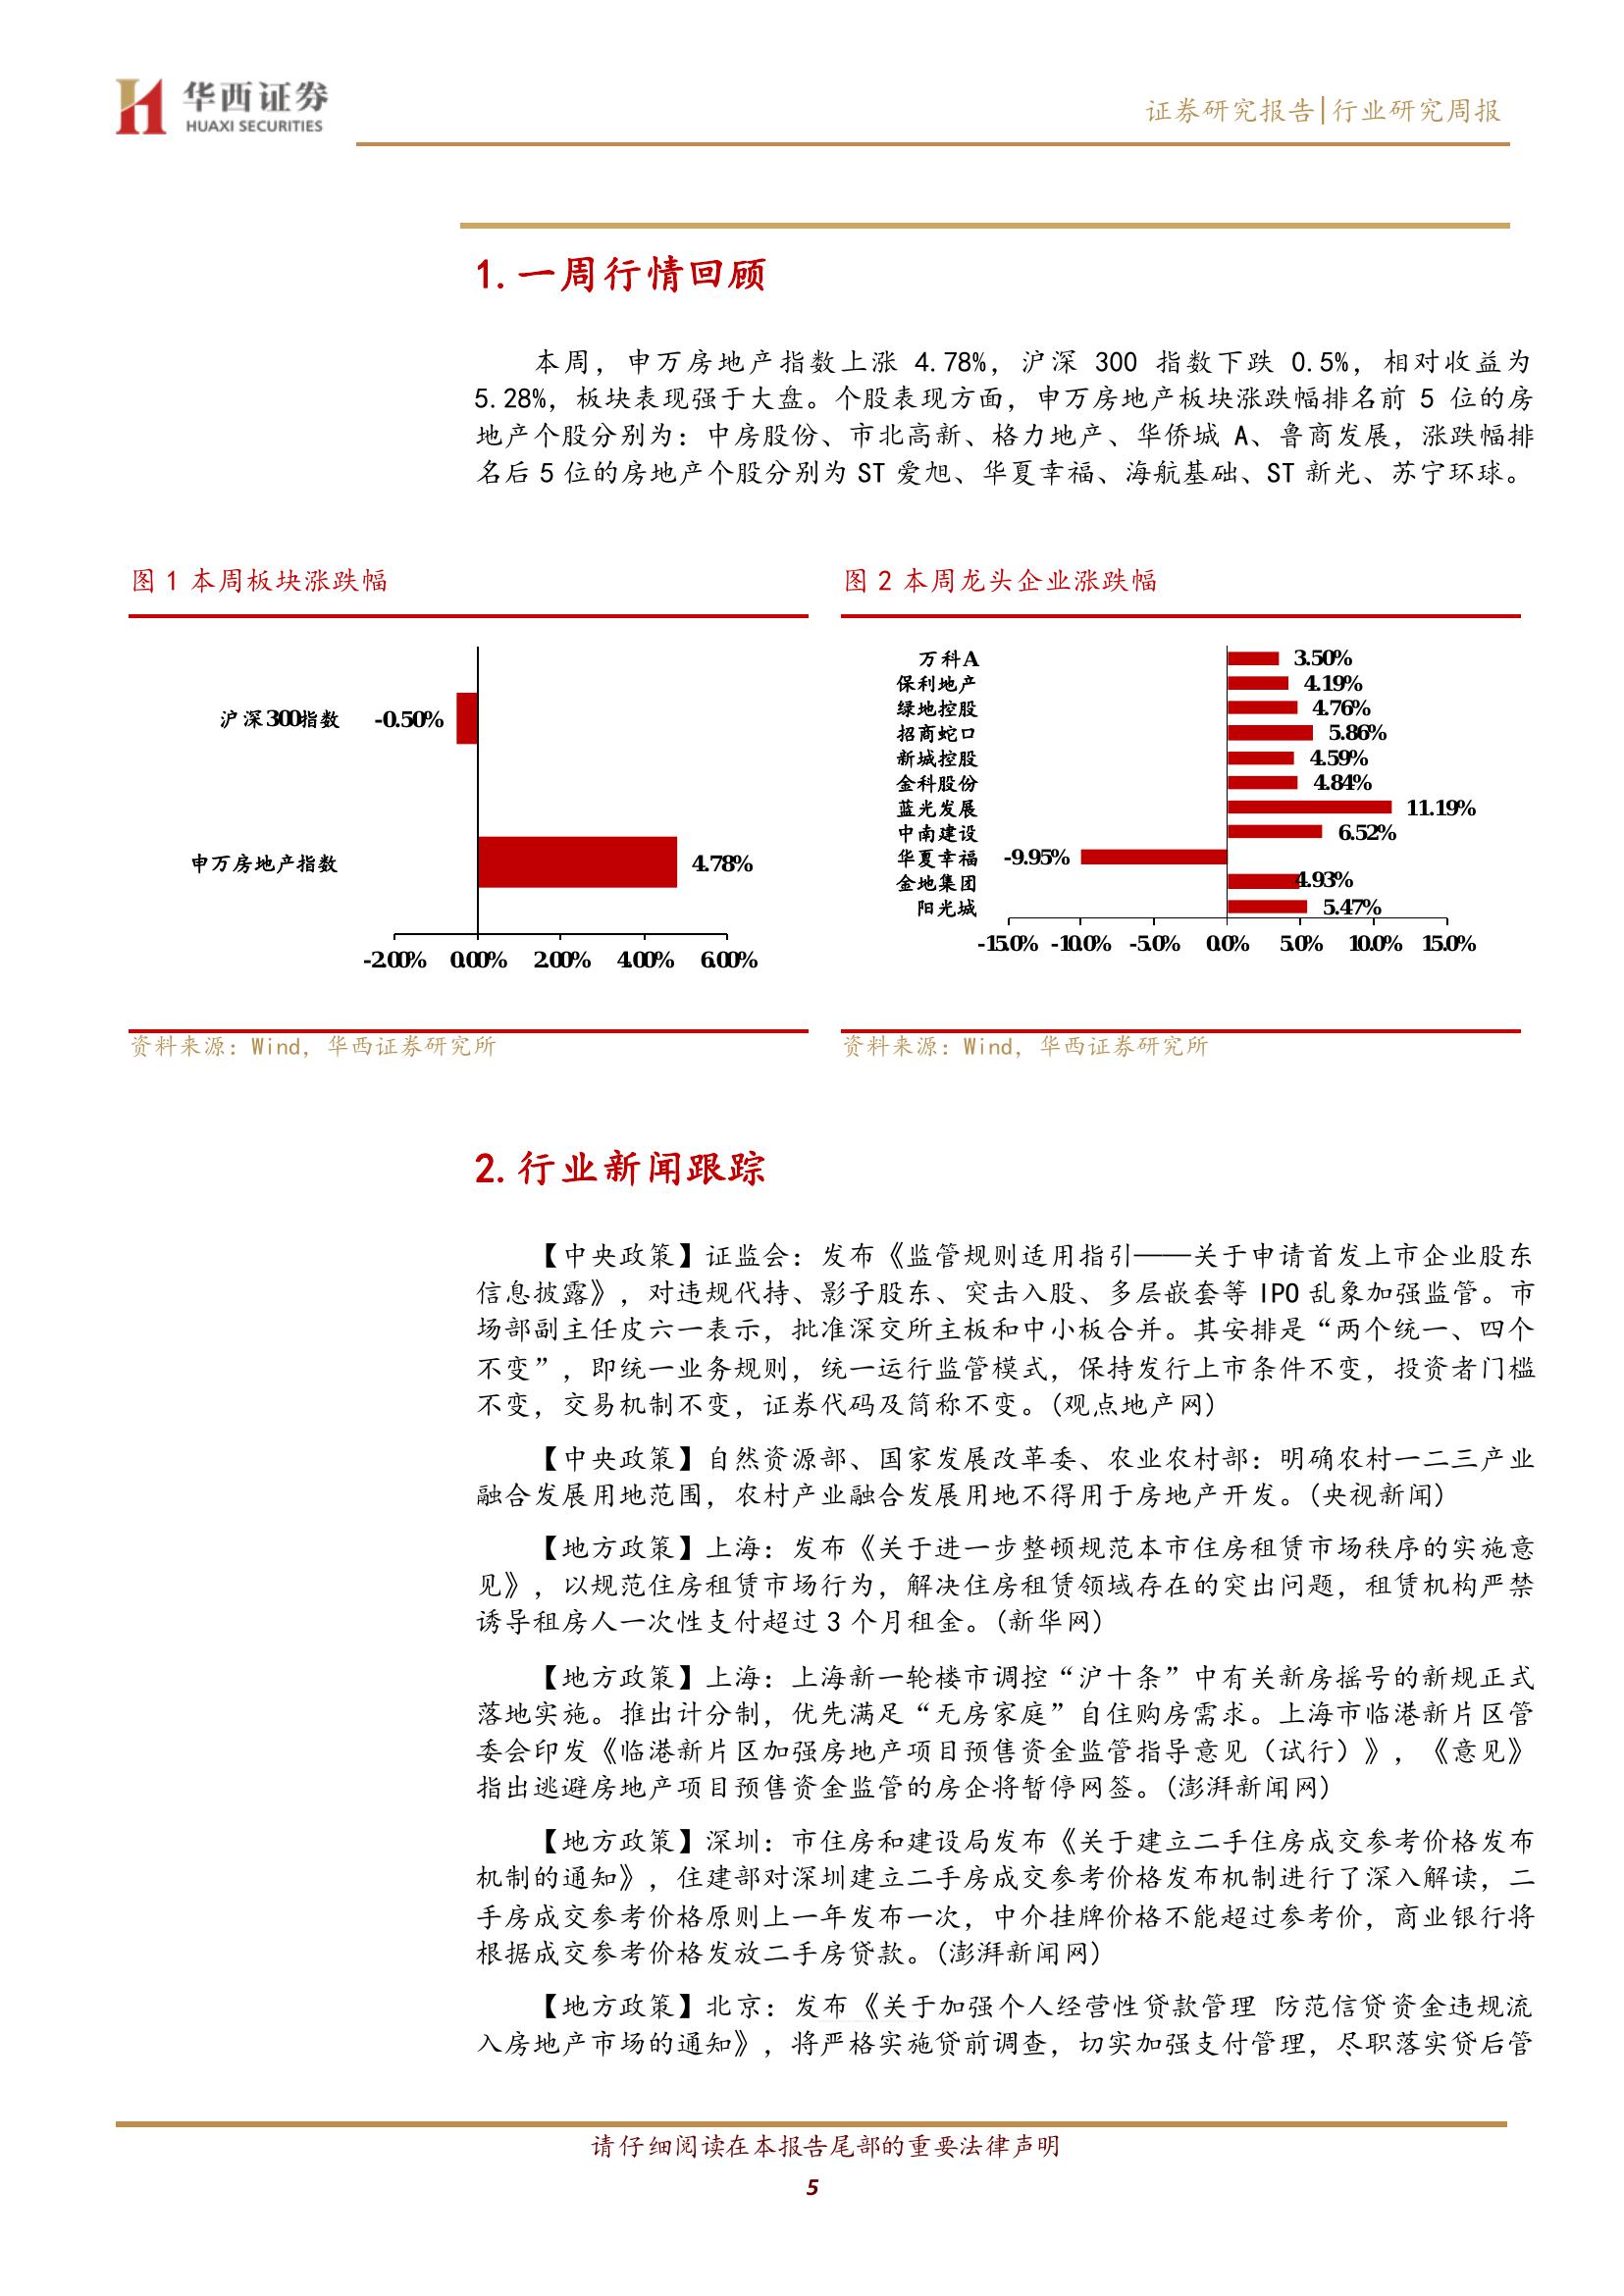 华西证券
HUAXI SECURITIES
证券研究报告|行业研究周报
1.一周行情回顾
本周，申万房地产指数上涨 4.78%，沪深 300 指数下跌 0.5%，相对收益为
5.28%，板块表现强于大盘。个股表现方面，申万房地产板块涨跌幅排名前 5 位的房
地产个股分别为：中房股份、市北高新、格力地产、华侨城 A、鲁商发展，涨跌幅排
名后 5 位的房地产个股分别为 ST 爱旭、华夏幸福、海航基础、ST 新光、苏宁环球。
图 1 本周板块涨跌幅
沪深300指数 -0.50%
申万房地产指数 4.78%
-2.00% 0.00% 2.00% 4.00% 6.00%
资料来源：Wind，华西证券研究所
图 2 本周龙头企业涨跌幅
万科A 3.50%
保利地产 4.19%
绿地控股 4.76%
招商蛇口 5.86%
新城控股 4.59%
金科股份 4.84%
蓝光发展 11.19%
中南建设 6.52%
华夏幸福 -9.95%
金地集团 4.93%
阳光城 5.47%
-15.0% -10.0% -5.0% 0.0% 5.0% 10.0% 15.0%
资料来源：Wind，华西证券研究所
2.行业新闻跟踪
【中央政策】证监会：发布《监管规则适用指引——关于申请首发上市企业股东
信息披露》，对违规代持、影子股东、突击入股、多层嵌套等 IPO 乱象加强监管。市
场部副主任皮六一表示，批准深交所主板和中小板合并。其安排是“两个统一、四个
不变”，即统一业务规则，统一运行监管模式，保持发行上市条件不变，投资者门槛
不变，交易机制不变，证券代码及简称不变。(观点地产网)
【中央政策】自然资源部、国家发展改革委、农业农村部：明确农村一二三产业
融合发展用地范围，农村产业融合发展用地不得用于房地产开发。(央视新闻)
【地方政策】上海：发布《关于进一步整顿规范本市住房租赁市场秩序的实施意
见》，以规范住房租赁市场行为，解决住房租赁领域存在的突出问题，租赁机构严禁
诱导租房人一次性支付超过 3 个月租金。(新华网)
【地方政策】上海：上海新一轮楼市调控“沪十条”中有关新房摇号的新规正式
落地实施。推出计分制，优先满足“无房家庭”自住购房需求。上海市临港新片区管
委会印发《临港新片区加强房地产项目预售资金监管指导意见（试行）》，《意见》
指出逃避房地产项目预售资金监管的房企将暂停网签。(澎湃新闻网)
【地方政策】深圳：市住房和建设局发布《关于建立二手住房成交参考价格发布
机制的通知》，住建部对深圳建立二手房成交参考价格发布机制进行了深入解读，二
手房成交参考价格原则上一年发布一次，中介挂牌价格不能超过参考价，商业银行将
根据成交参考价格发放二手房贷款。(澎湃新闻网)
【地方政策】北京：发布《关于加强个人经营性贷款管理 防范信贷资金违规流
入房地产市场的通知》，将严格实施贷前调查，切实加强支付管理，尽职落实贷后管
请仔细阅读在本报告尾部的重要法律声明
5